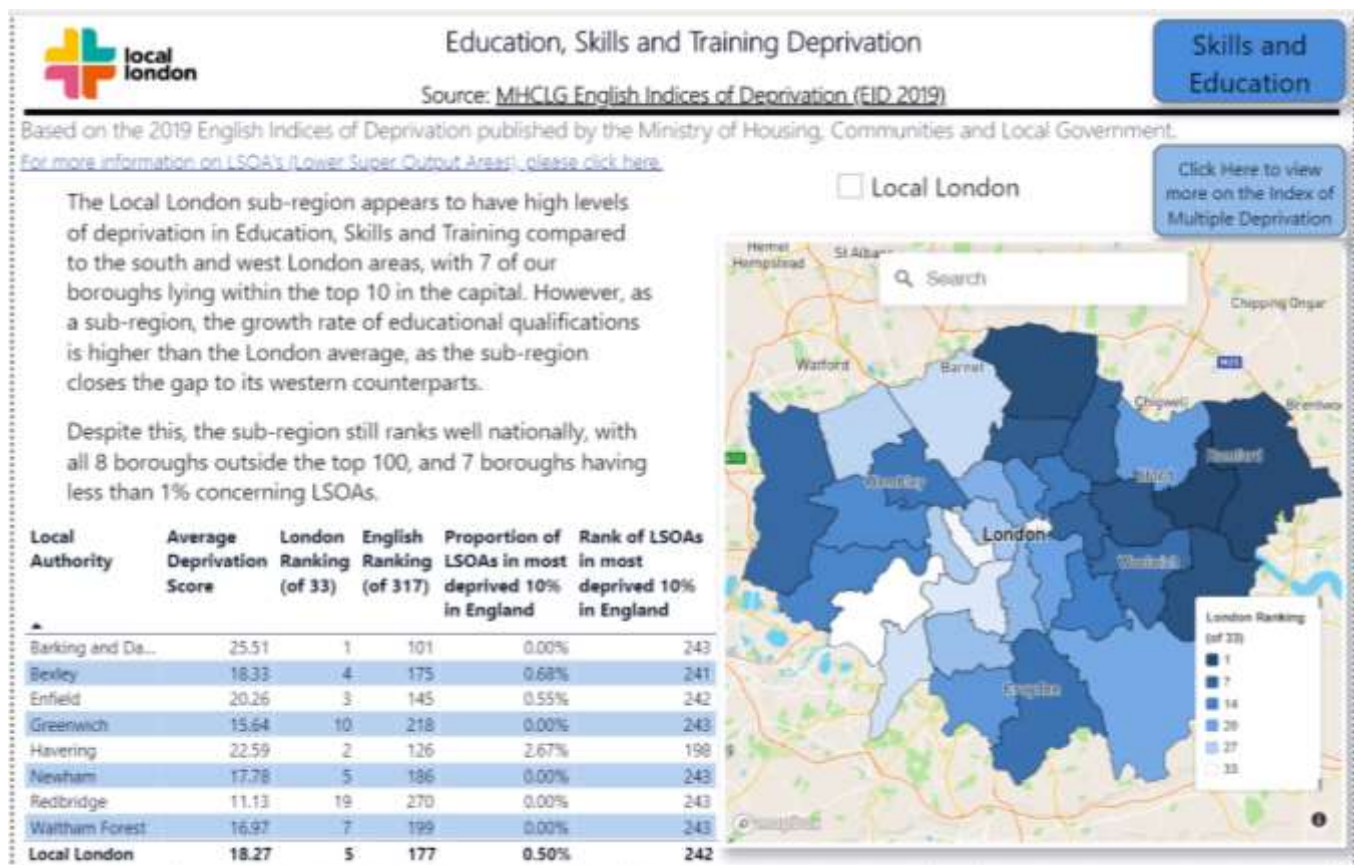 local
london
Education, Skills and Training Deprivation
Source: MHCLG English Indices of Deprivation (EID 2019)
Skills and
Education
Based on the 2019 English Indices of Deprivation published by the Ministry of Housing, Communities and Local Government.
For more information on LSOA's (Lower Super Output Areas), please click here.
Local London
Click Here to view
more on the Index of
Multiple Deprivation
The Local London sub-region appears to have high levels
of deprivation in Education, Skills and Training compared
to the south and west London areas, with 7 of our
boroughs lying within the top 10 in the capital. However, as
a sub-region, the growth rate of educational qualifications
is higher than the London average, as the sub-region
closes the gap to its western counterparts.
Despite this, the sub-region still ranks well nationally, with
all 8 boroughs outside the top 100, and 7 boroughs having
less than 1% concerning LSOAs.
Local Authority Average Deprivation Score London Ranking (of 33) English Ranking (of 317) Proportion of LSOAs in most deprived 10% in England Rank of LSOAs in most deprived 10% in England
Barking and Da... 25.51 1 101 0.00% 243
Bexley 18.33 4 175 0.68% 241
Enfield 20.26 3 145 0.55% 242
Greenwich 15.64 10 218 0.00% 243
Havering 22.59 2 126 2.67% 198
Newham 17.78 5 186 0.00% 243
Redbridge 11.13 19 270 0.00% 243
Waltham Forest 16.97 7 199 0.00% 243
Local London 18.27 5 177 0.50% 242
Hemel
Hempstead
St Alba
Search
Chipping Ongar
Watford
Barnet
M25
Chigwell
Brentwo
Romford
Ilford
Wembley
London
Woolwich
Croydon
London Ranking
(of 33)
1
7
14
20
27
33
mapbox